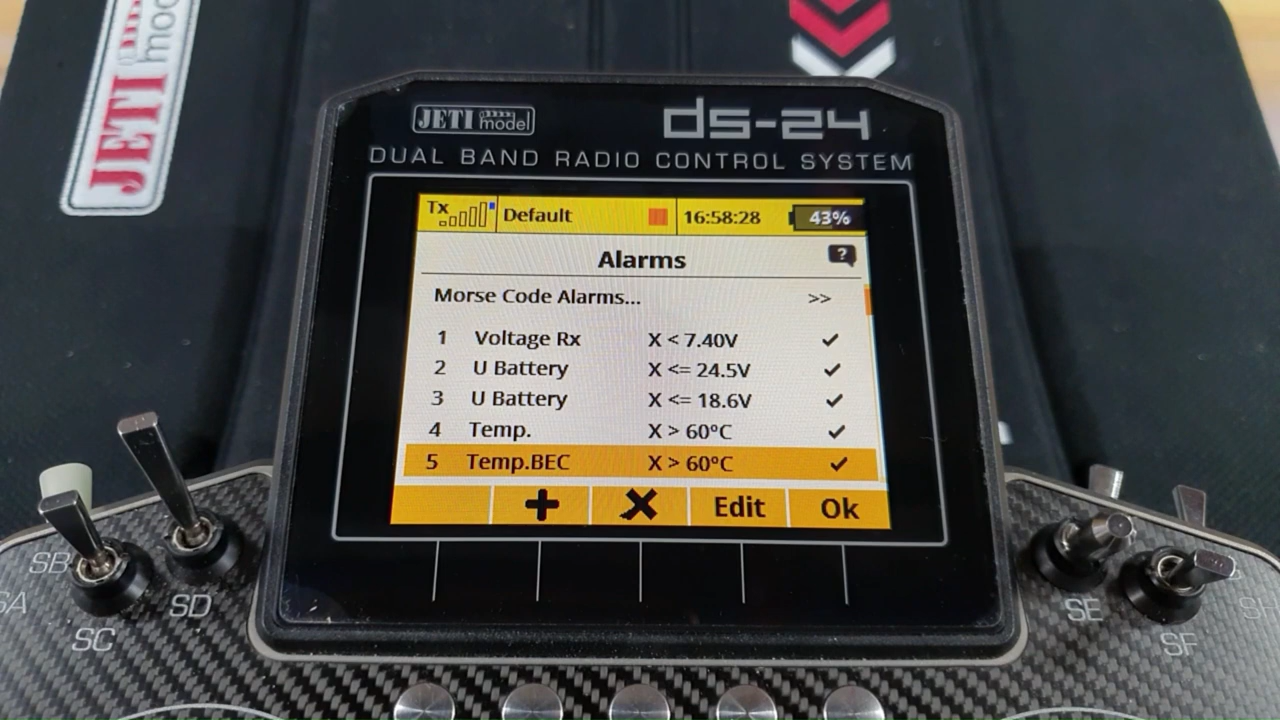 JETI model
JETI model ds-24
DUAL BAND RADIO CONTROL SYSTEM
Tx Default 16:58:28 43%
Alarms ?
Morse Code Alarms... >>
1 Voltage Rx X < 7.40V ✓
2 U Battery X <= 24.5V ✓
3 U Battery X <= 18.6V ✓
4 Temp. X > 60°C ✓
5 Temp.BEC X > 60°C ✓
+ X Edit Ok
SB
SA
SD
SC
SE
SF